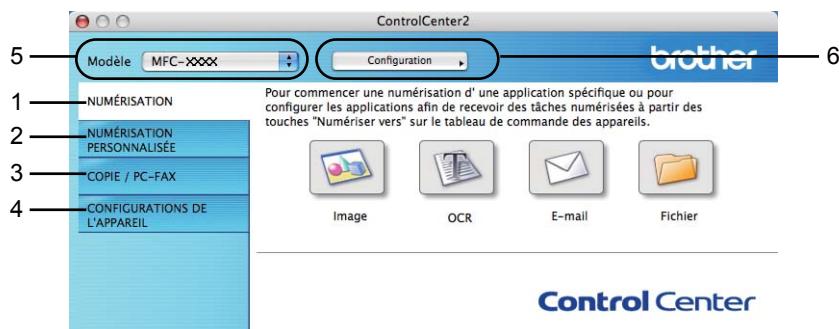 ControlCenter2
5
Modèle MFC-XXXX
Configuration
brother
6
1
NUMÉRISATION
2
NUMÉRISATION
PERSONNALISÉE
3
COPIE / PC-FAX
4
CONFIGURATIONS DE
L'APPAREIL
Pour commencer une numérisation d' une application spécifique ou pour
configurer les applications afin de recevoir des tâches numérisées à partir des
touches "Numériser vers" sur le tableau de commande des appareils.
Image
OCR
E-mail
Fichier
Control Center